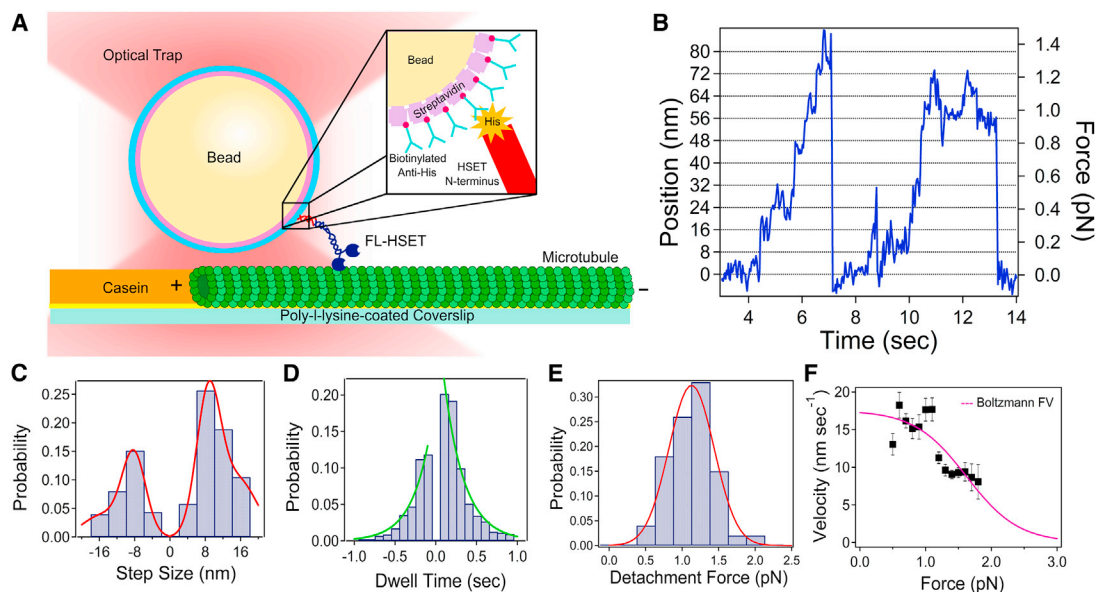 A
Optical Trap
Bead
Bead
Streptavidin
His
Biotinylated
Anti-His
HSET
N-terminus
FL-HSET
Microtubule
Casein
+
–
Poly-l-lysine-coated Coverslip
B
Position (nm)
80
72
64
56
48
40
32
24
16
8
0
Force (pN)
1.4
1.2
1.0
0.8
0.6
0.4
0.2
0.0
4 6 8 10 12 14
Time (sec)
C
Probability
0.25
0.20
0.15
0.10
0.05
0.00
-16 -8 0 8 16
Step Size (nm)
D
Probability
0.20
0.15
0.10
0.05
0.00
-1.0 -0.5 0.0 0.5 1.0
Dwell Time (sec)
E
Probability
0.30
0.25
0.20
0.15
0.10
0.05
0.00
0.0 0.5 1.0 1.5 2.0 2.5
Detachment Force (pN)
F
Velocity (nm sec⁻¹)
20
15
10
5
0
Boltzmann FV
0.0 1.0 2.0 3.0
Force (pN)